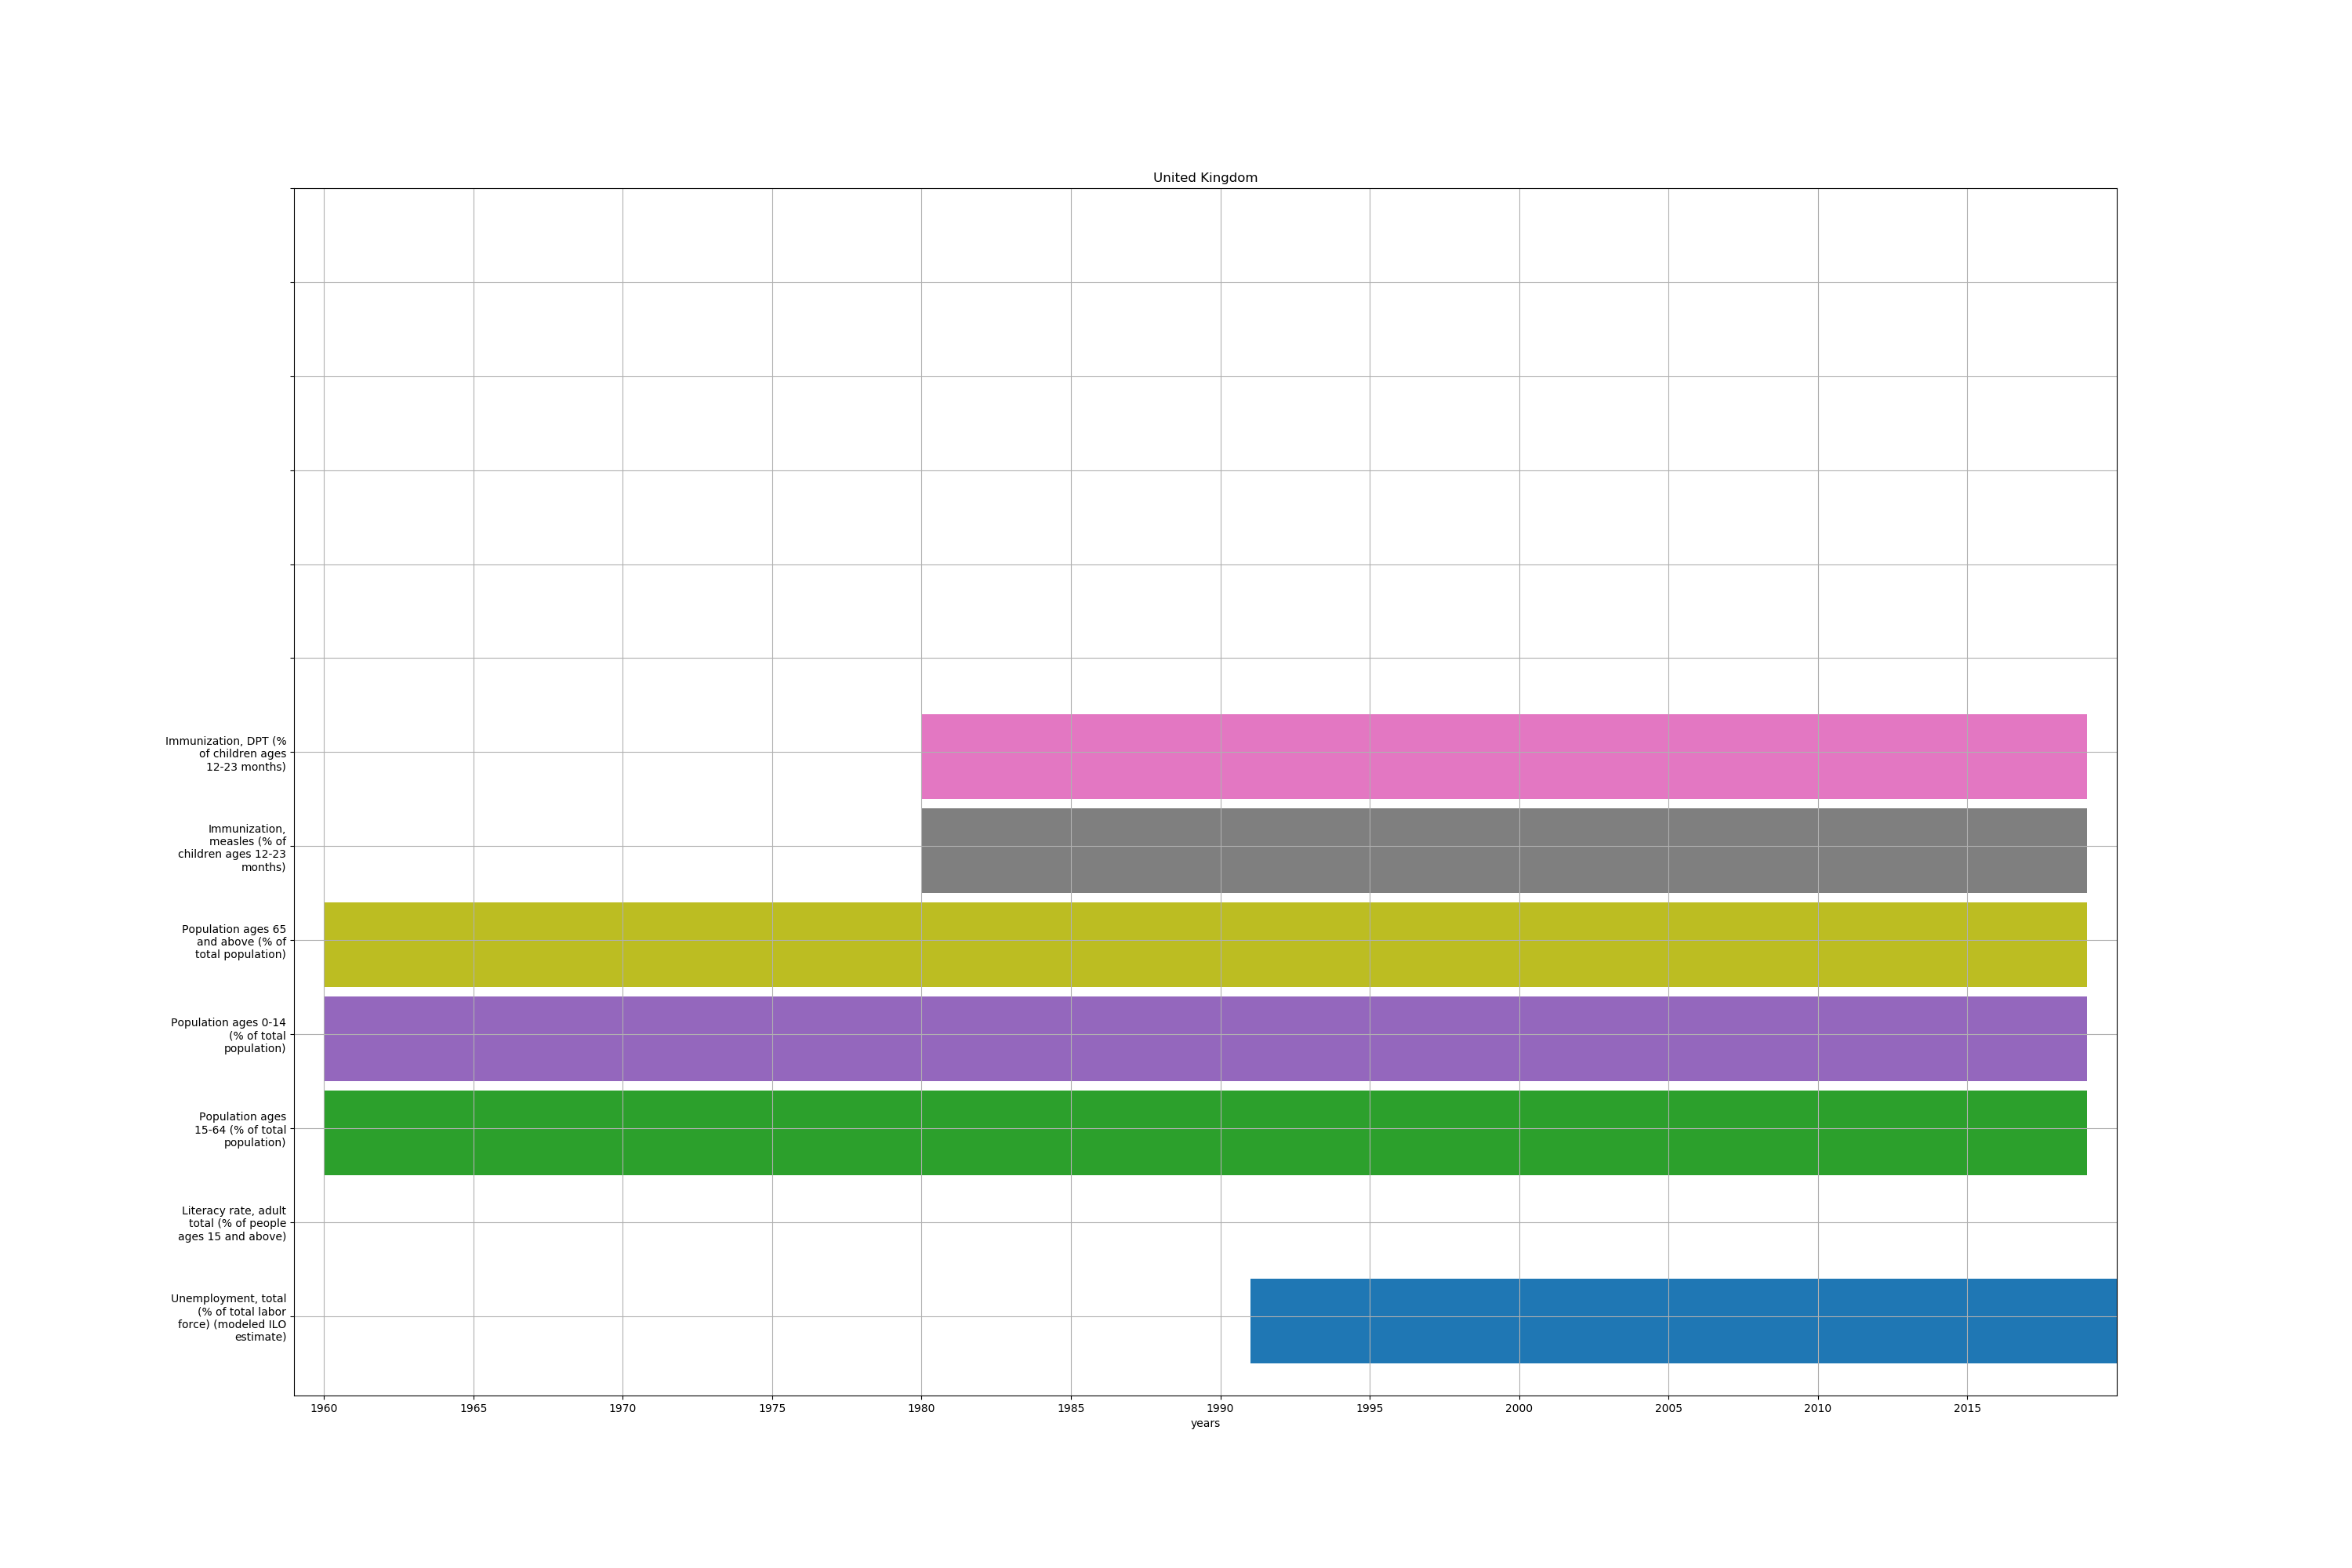 United Kingdom
Immunization, DPT (%
of children ages
12-23 months)
Immunization,
measles (% of
children ages 12-23
months)
Population ages 65
and above (% of
total population)
Population ages 0-14
(% of total
population)
Population ages
15-64 (% of total
population)
Literacy rate, adult
total (% of people
ages 15 and above)
Unemployment, total
(% of total labor
force) (modeled ILO
estimate)
1960 1965 1970 1975 1980 1985 1990 1995 2000 2005 2010 2015
years